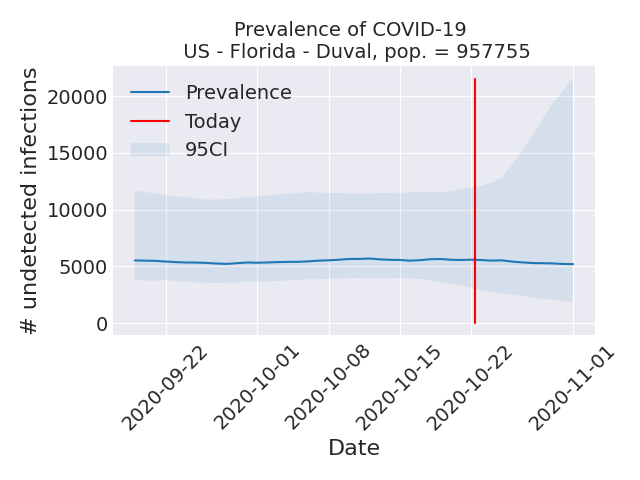 Prevalence of COVID-19
US - Florida - Duval, pop. = 957755
# undetected infections
20000
15000
10000
5000
0
Prevalence
Today
95CI
2020-09-22
2020-10-01
2020-10-08
2020-10-15
2020-10-22
2020-11-01
Date